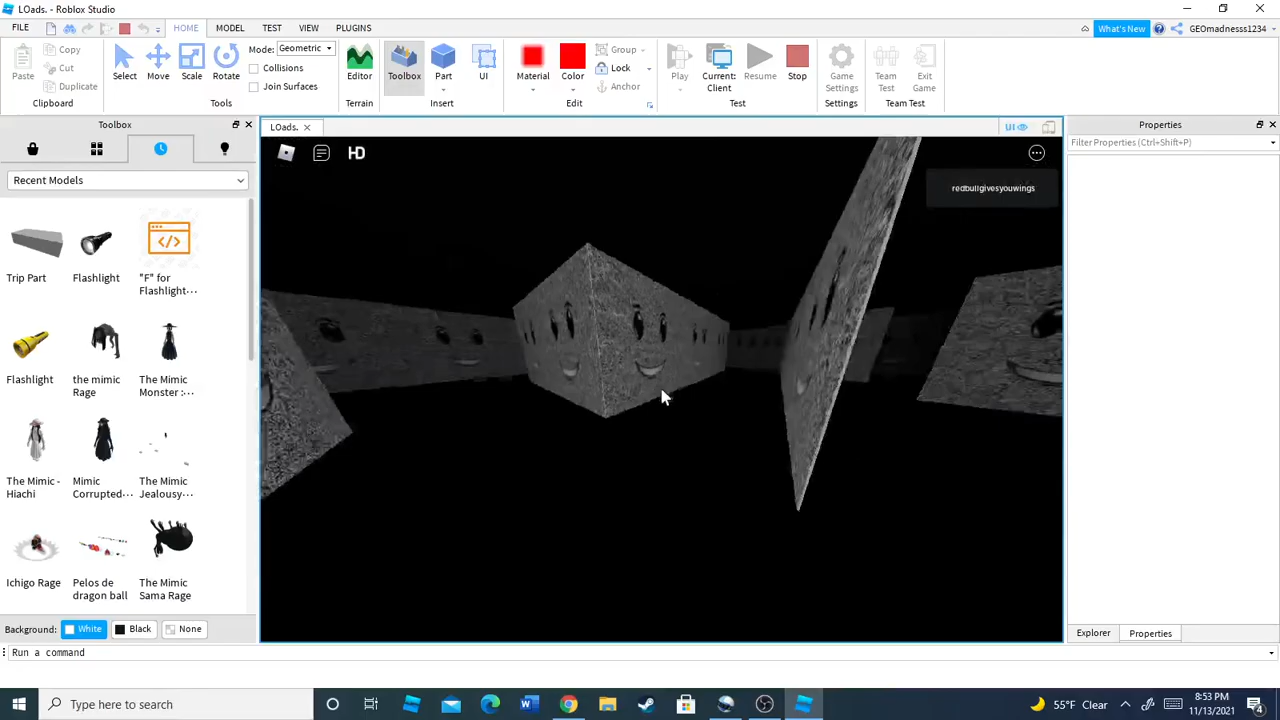 LOads. - Roblox Studio
FILE HOME MODEL TEST VIEW PLUGINS
What's New GEOmadnesss1234
Paste Copy Cut Duplicate
Clipboard
Select Move Scale Rotate
Mode: Geometric
Collisions
Join Surfaces
Tools
Editor
Terrain
Toolbox Part UI
Insert
Material Color
Group
Lock
Anchor
Edit
Play Current: Client Resume Stop
Test
Game Settings
Settings
Team Test Exit Game
Team Test
Toolbox
Recent Models
Trip Part
Flashlight
"F" for
Flashlight...
Flashlight
the mimic
Rage
The Mimic
Monster :...
The Mimic -
Hiachi
Mimic
Corrupted...
The Mimic
Jealousy...
Ichigo Rage
Pelos de
dragon ball
The Mimic
Sama Rage
Background: White Black None
LOads.
UI
HD
redbullgivesyouwings
Properties
Filter Properties (Ctrl+Shift+P)
Explorer Properties
Run a command
Type here to search
55°F Clear
8:53 PM
11/13/2021
4